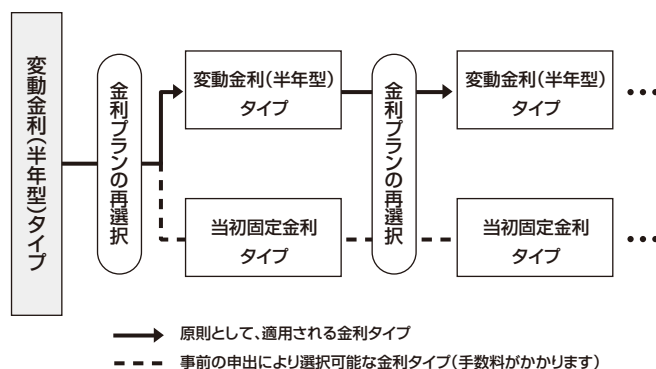 変動金利(半年型)タイプ
金利プランの再選択
変動金利(半年型)
タイプ
当初固定金利
タイプ
金利プランの再選択
変動金利(半年型)
タイプ
当初固定金利
タイプ
原則として、適用される金利タイプ
事前の申出により選択可能な金利タイプ(手数料がかかります)